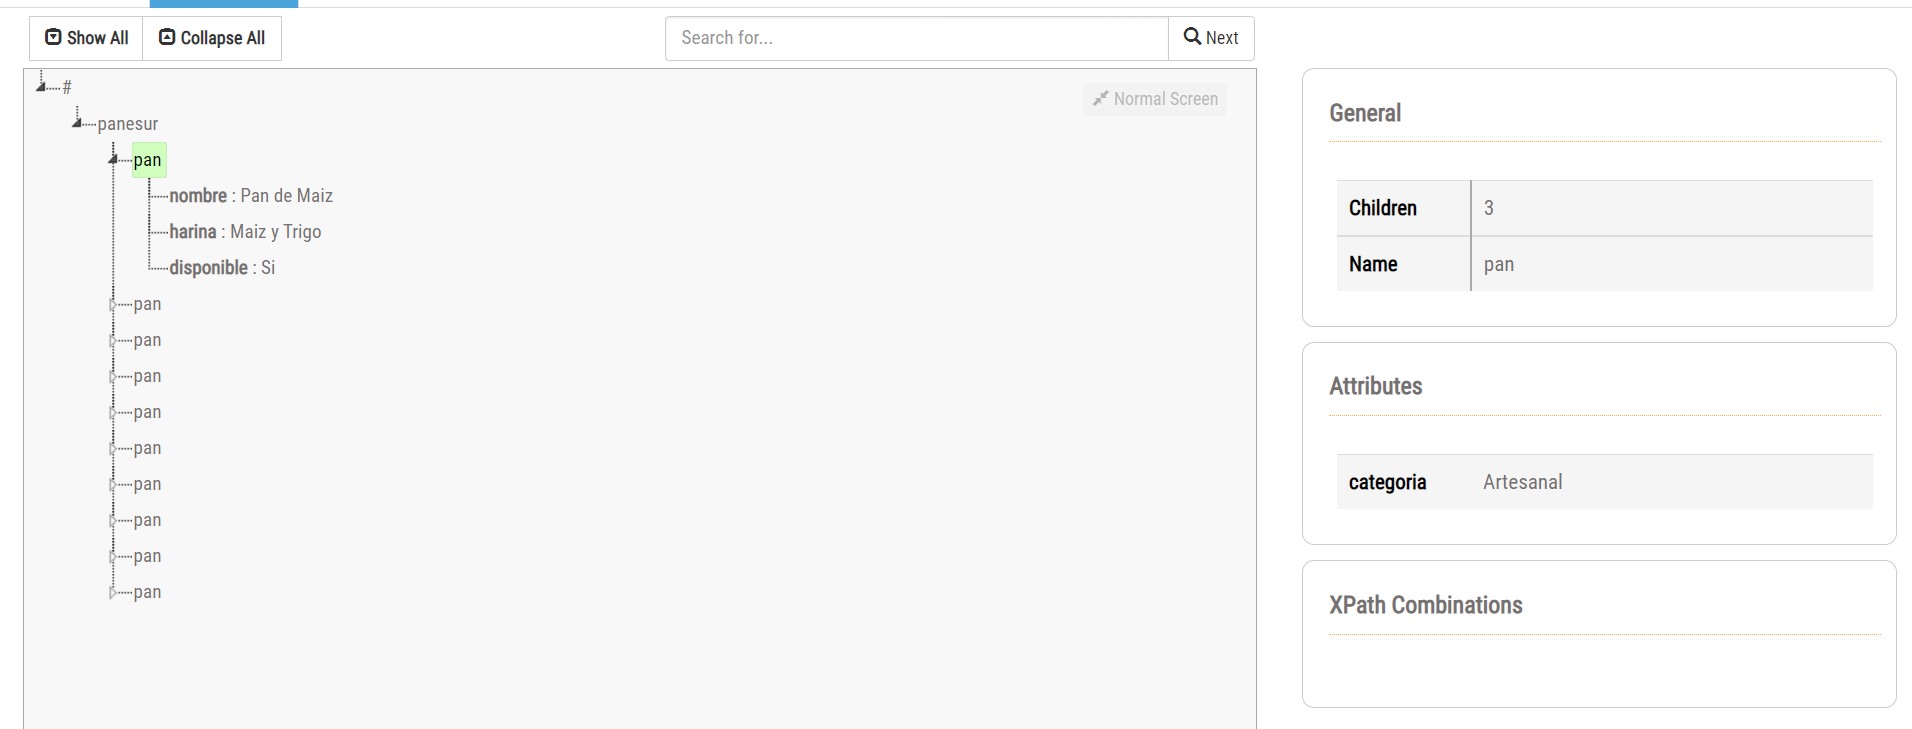 Show All
Collapse All
Search for...
Next
#
Normal Screen
panesur
pan
nombre : Pan de Maiz
harina : Maiz y Trigo
disponible : Si
pan
pan
pan
pan
pan
pan
pan
pan
pan
General
Children 3
Name pan
Attributes
categoria Artesanal
XPath Combinations